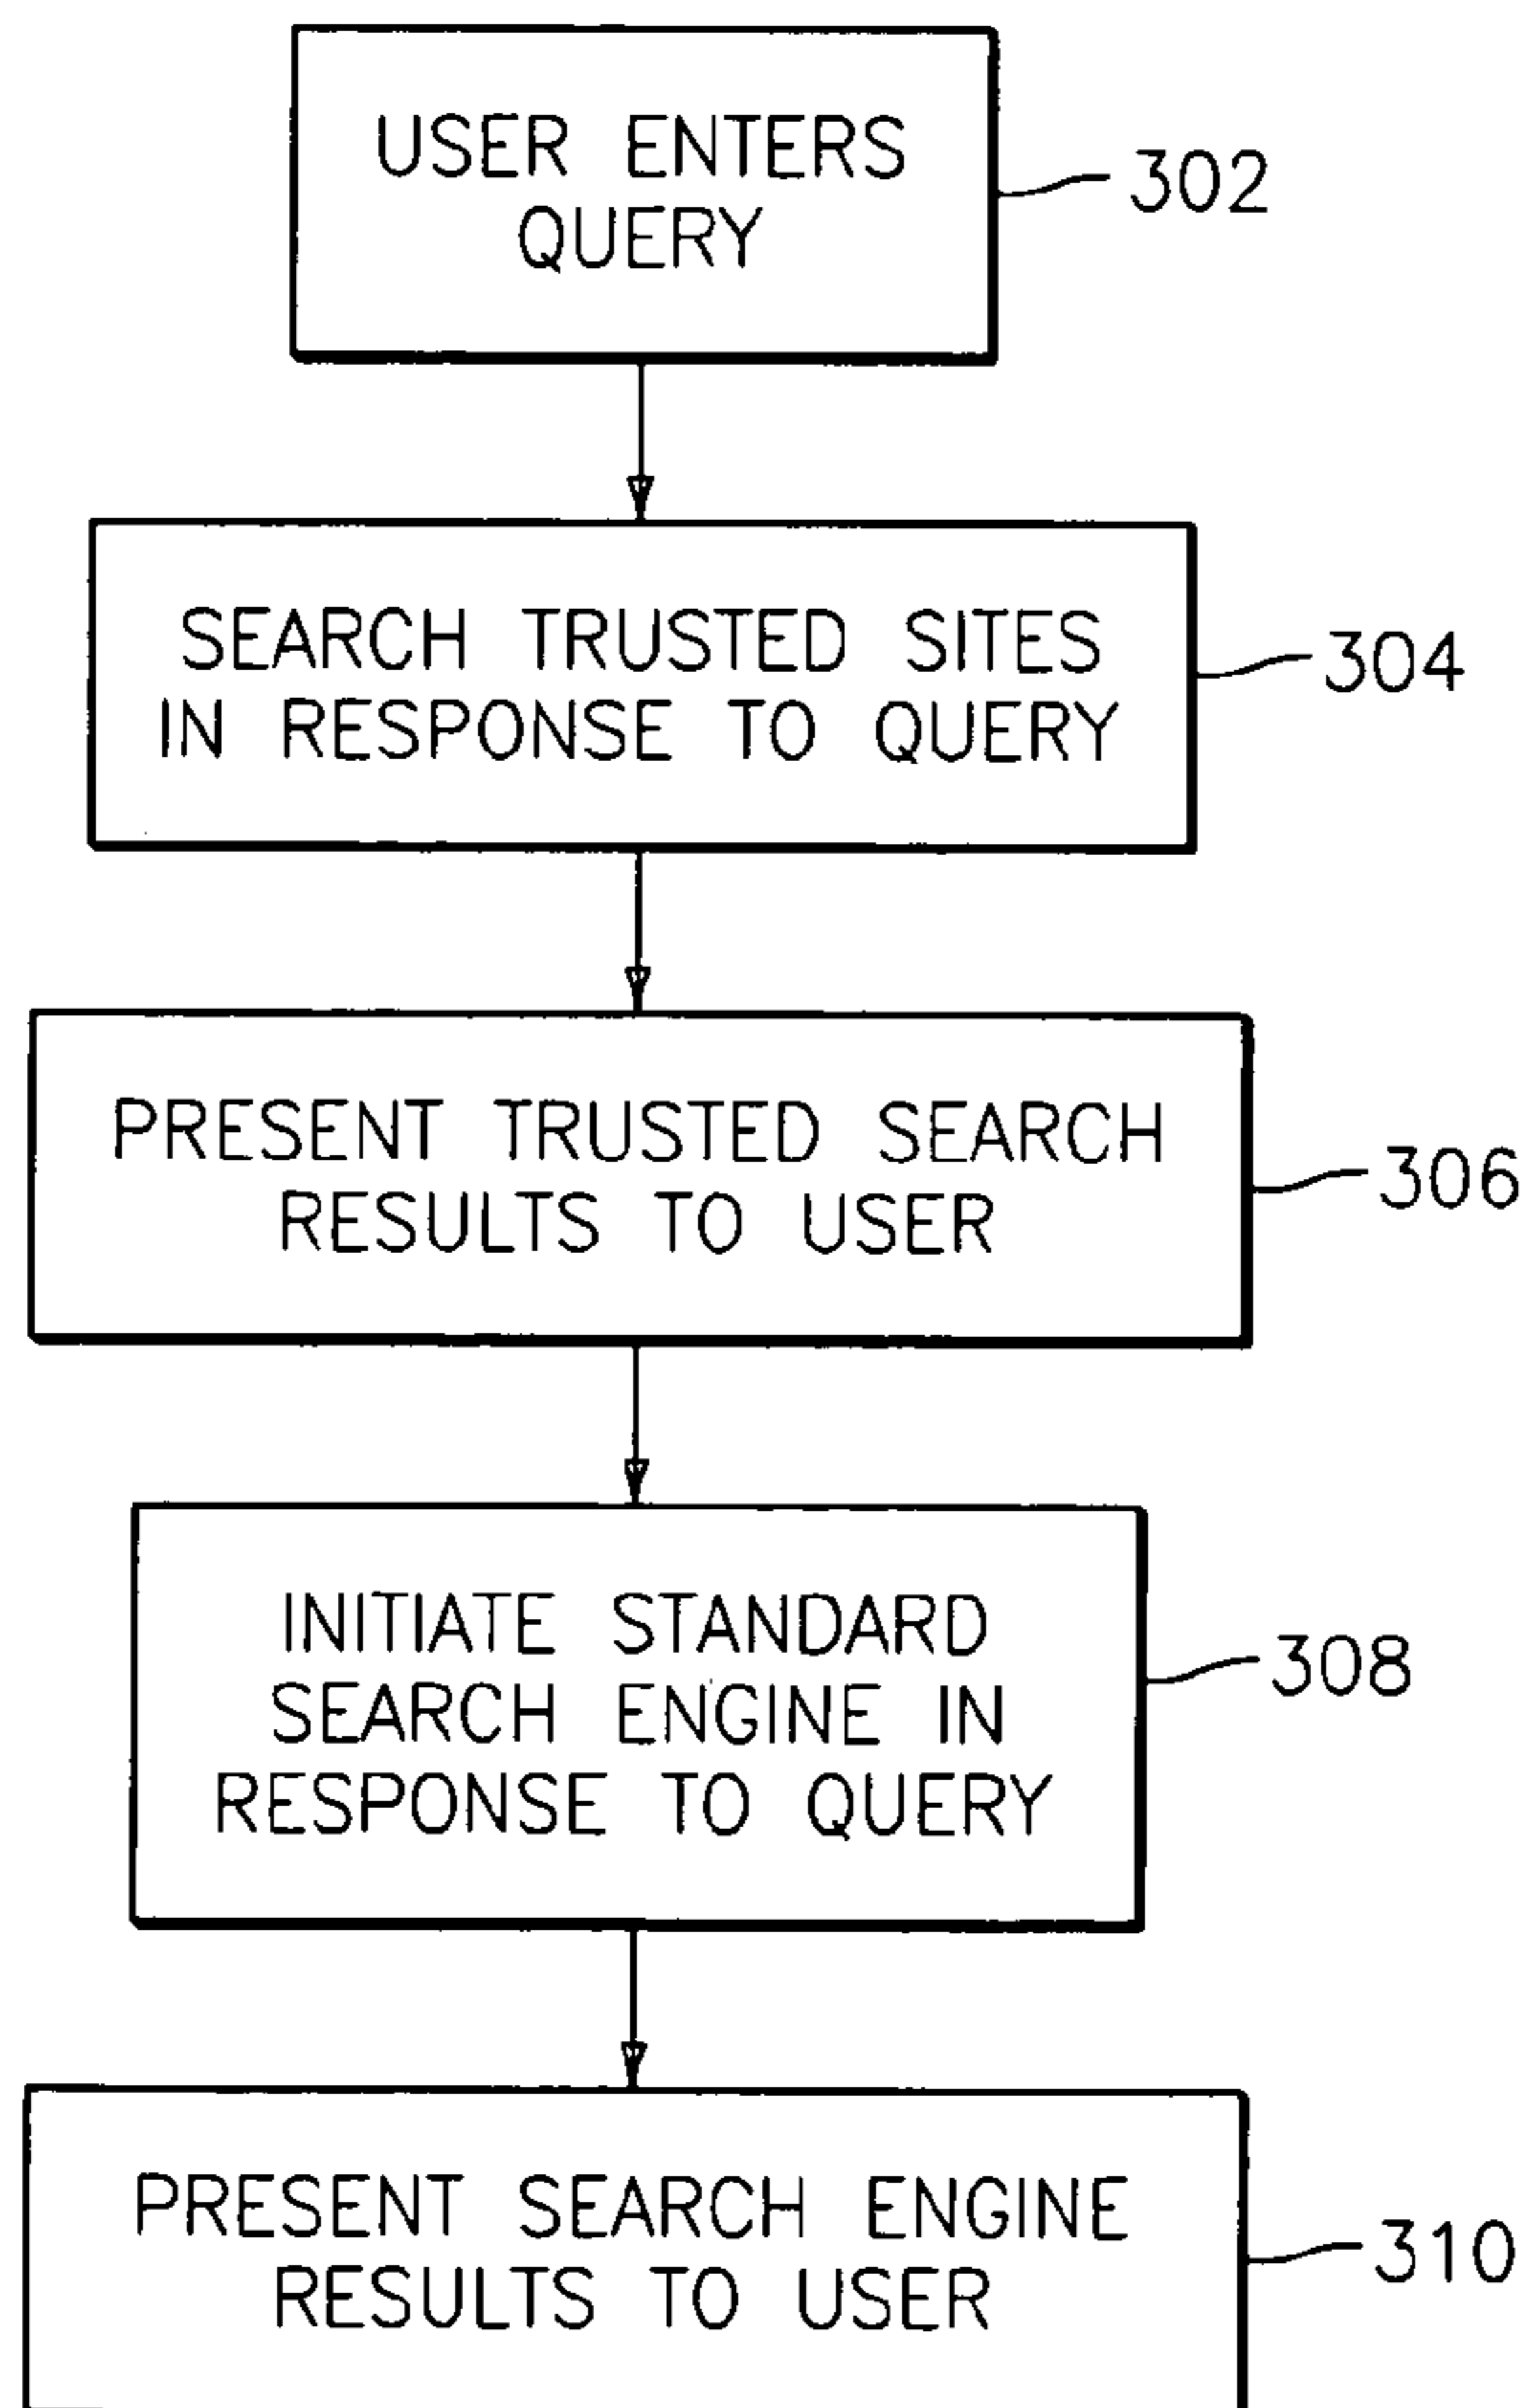 USER ENTERS
QUERY
302
SEARCH TRUSTED SITES
IN RESPONSE TO QUERY
304
PRESENT TRUSTED SEARCH
RESULTS TO USER
306
INITIATE STANDARD
SEARCH ENGINE IN
RESPONSE TO QUERY
308
PRESENT SEARCH ENGINE
RESULTS TO USER
310